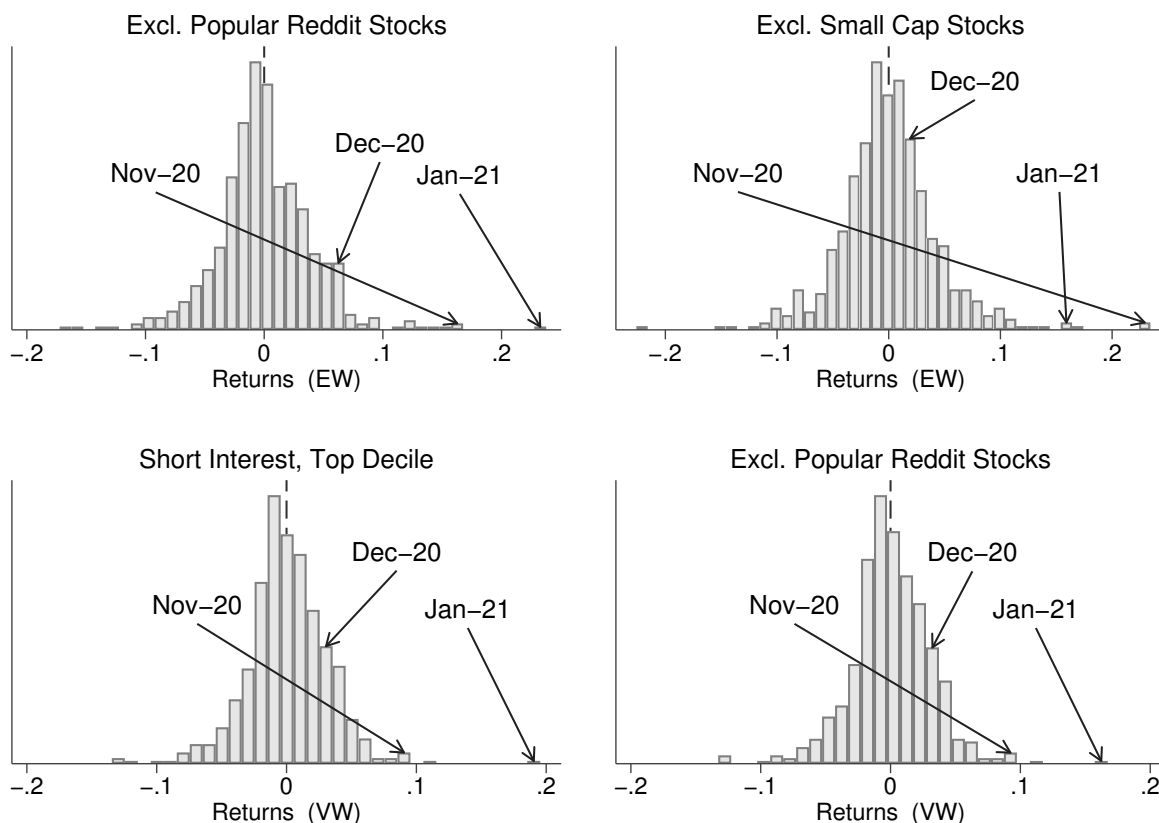 Excl. Popular Reddit Stocks
Nov−20
Dec−20
Jan−21
−.2 −.1 0 .1 .2
Returns (EW)
Excl. Small Cap Stocks
Nov−20
Dec−20
Jan−21
−.2 −.1 0 .1 .2
Returns (EW)
Short Interest, Top Decile
Nov−20
Dec−20
Jan−21
−.2 −.1 0 .1 .2
Returns (VW)
Excl. Popular Reddit Stocks
Nov−20
Dec−20
Jan−21
−.2 −.1 0 .1 .2
Returns (VW)